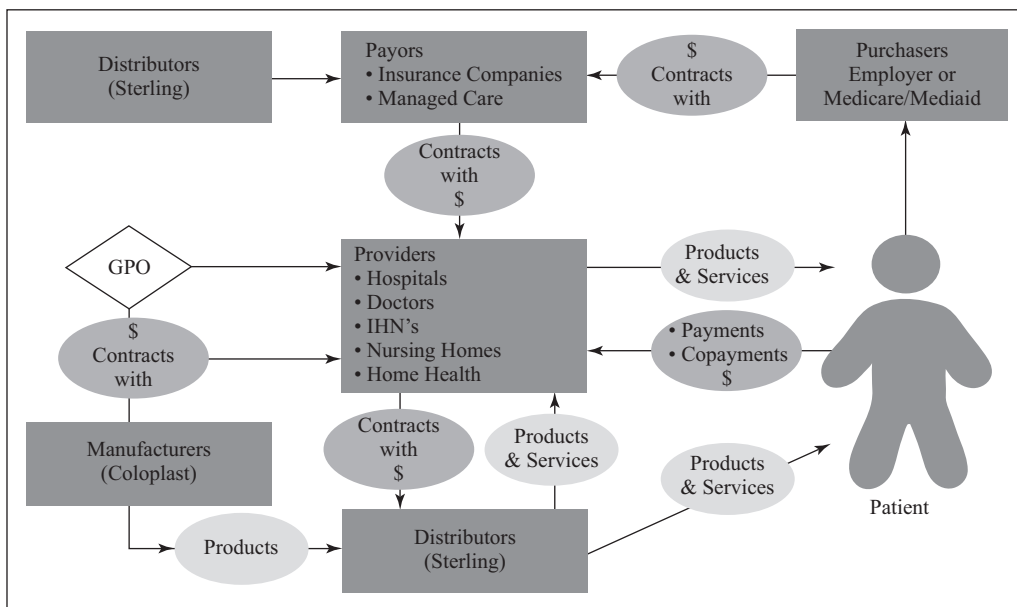 Distributors
(Sterling)
Payors
• Insurance Companies
• Managed Care
$
Contracts
with
Purchasers
Employer or
Medicare/Mediaid
Contracts
with
$
GPO
Providers
• Hospitals
• Doctors
• IHN's
• Nursing Homes
• Home Health
Products
& Services
$
Contracts
with
• Payments
• Copayments
$
Manufacturers
(Coloplast)
Contracts
with
$
Products
& Services
Products
& Services
Patient
Products
Distributors
(Sterling)